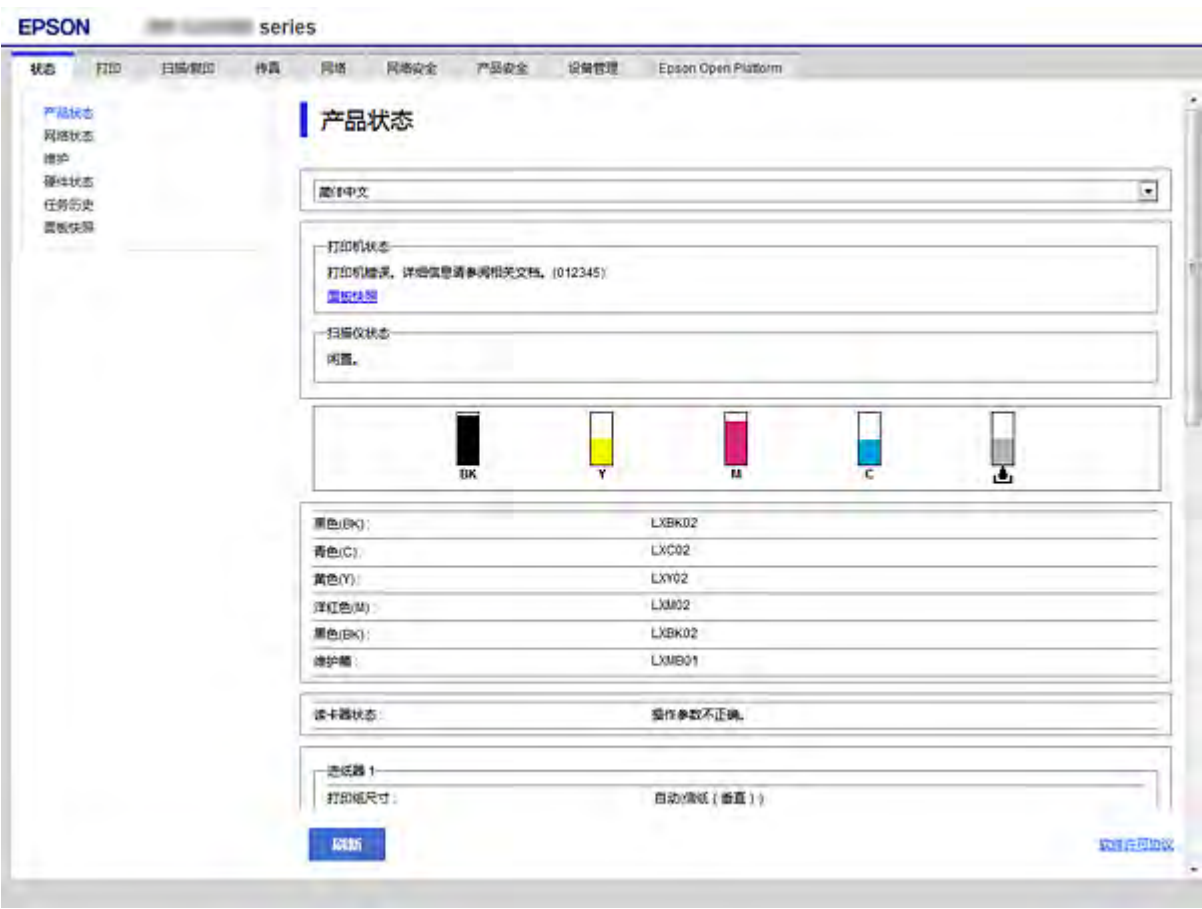 EPSON series
状态 打印 扫描/复印 传真 网络 网络安全 产品安全 设备管理 Epson Open Platform
产品状态
网络状态
维护
硬件状态
任务历史
面板快照
产品状态
简体中文
打印机状态
打印机错误。详细信息请参阅相关文档。(012345)
面板快照
扫描仪状态
闲置。
BK Y M C
黑色(BK) : LXBK02
青色(C) : LXC02
黄色(Y) : LXY02
洋红色(M) : LXM02
黑色(BK) : LXBK02
维护箱 : LXMB01
读卡器状态 : 操作参数不正确。
进纸器 1
打印纸尺寸 : 自动(信纸 ( 垂直 ) )
刷新
软件许可协议